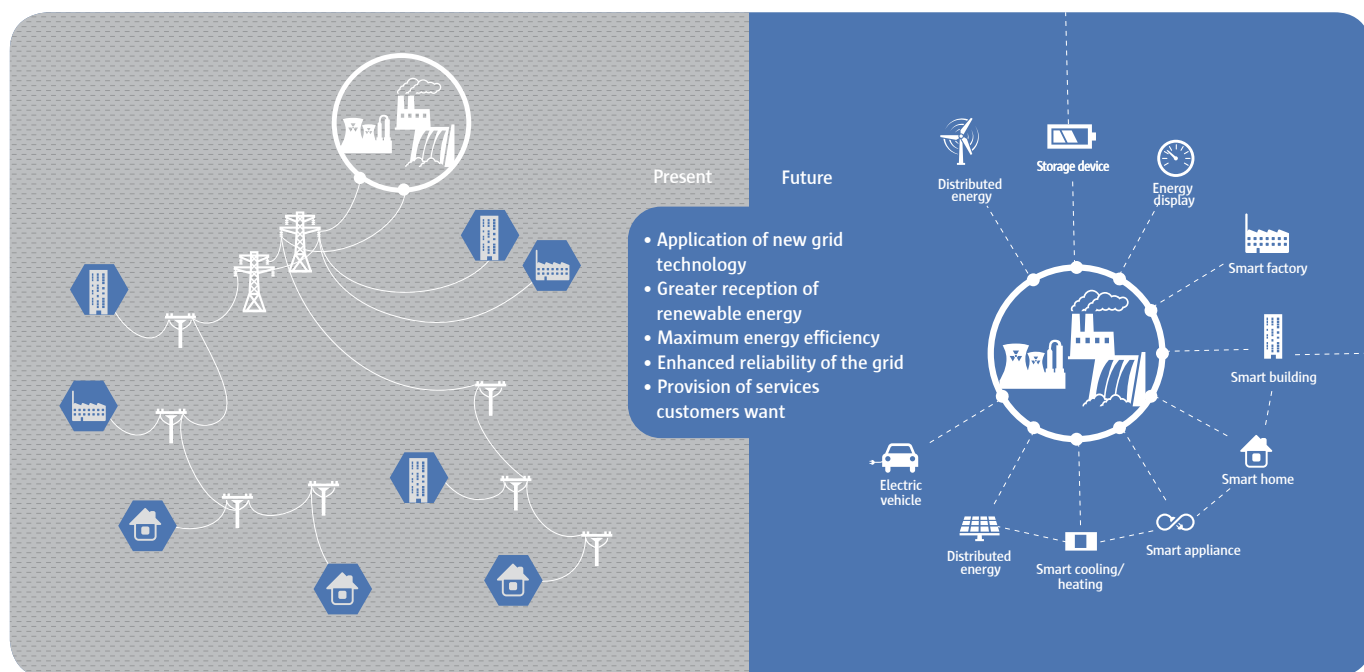 Present
Future
• Application of new grid
technology
• Greater reception of
renewable energy
• Maximum energy efficiency
• Enhanced reliability of the grid
• Provision of services
customers want
Distributed
energy
Storage device
Energy
display
Smart factory
Smart building
Smart home
Smart appliance
Smart cooling/
heating
Distributed
energy
Electric
vehicle